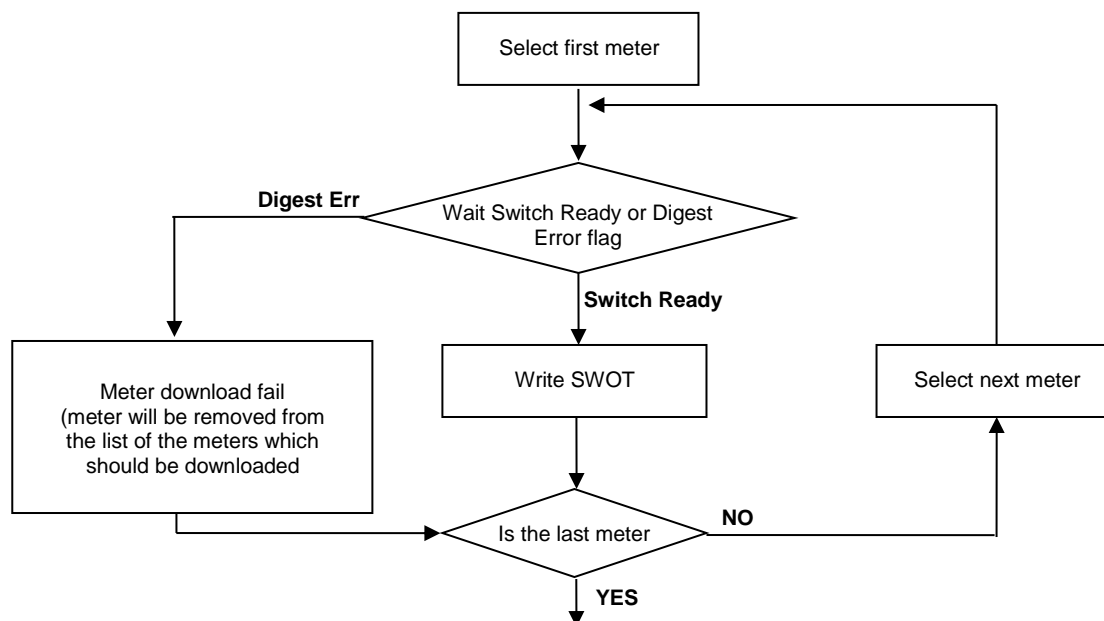 Select first meter
Digest Err
Wait Switch Ready or Digest
Error flag
Switch Ready
Meter download fail
(meter will be removed from
the list of the meters which
should be downloaded
Write SWOT
Select next meter
Is the last meter
NO
YES